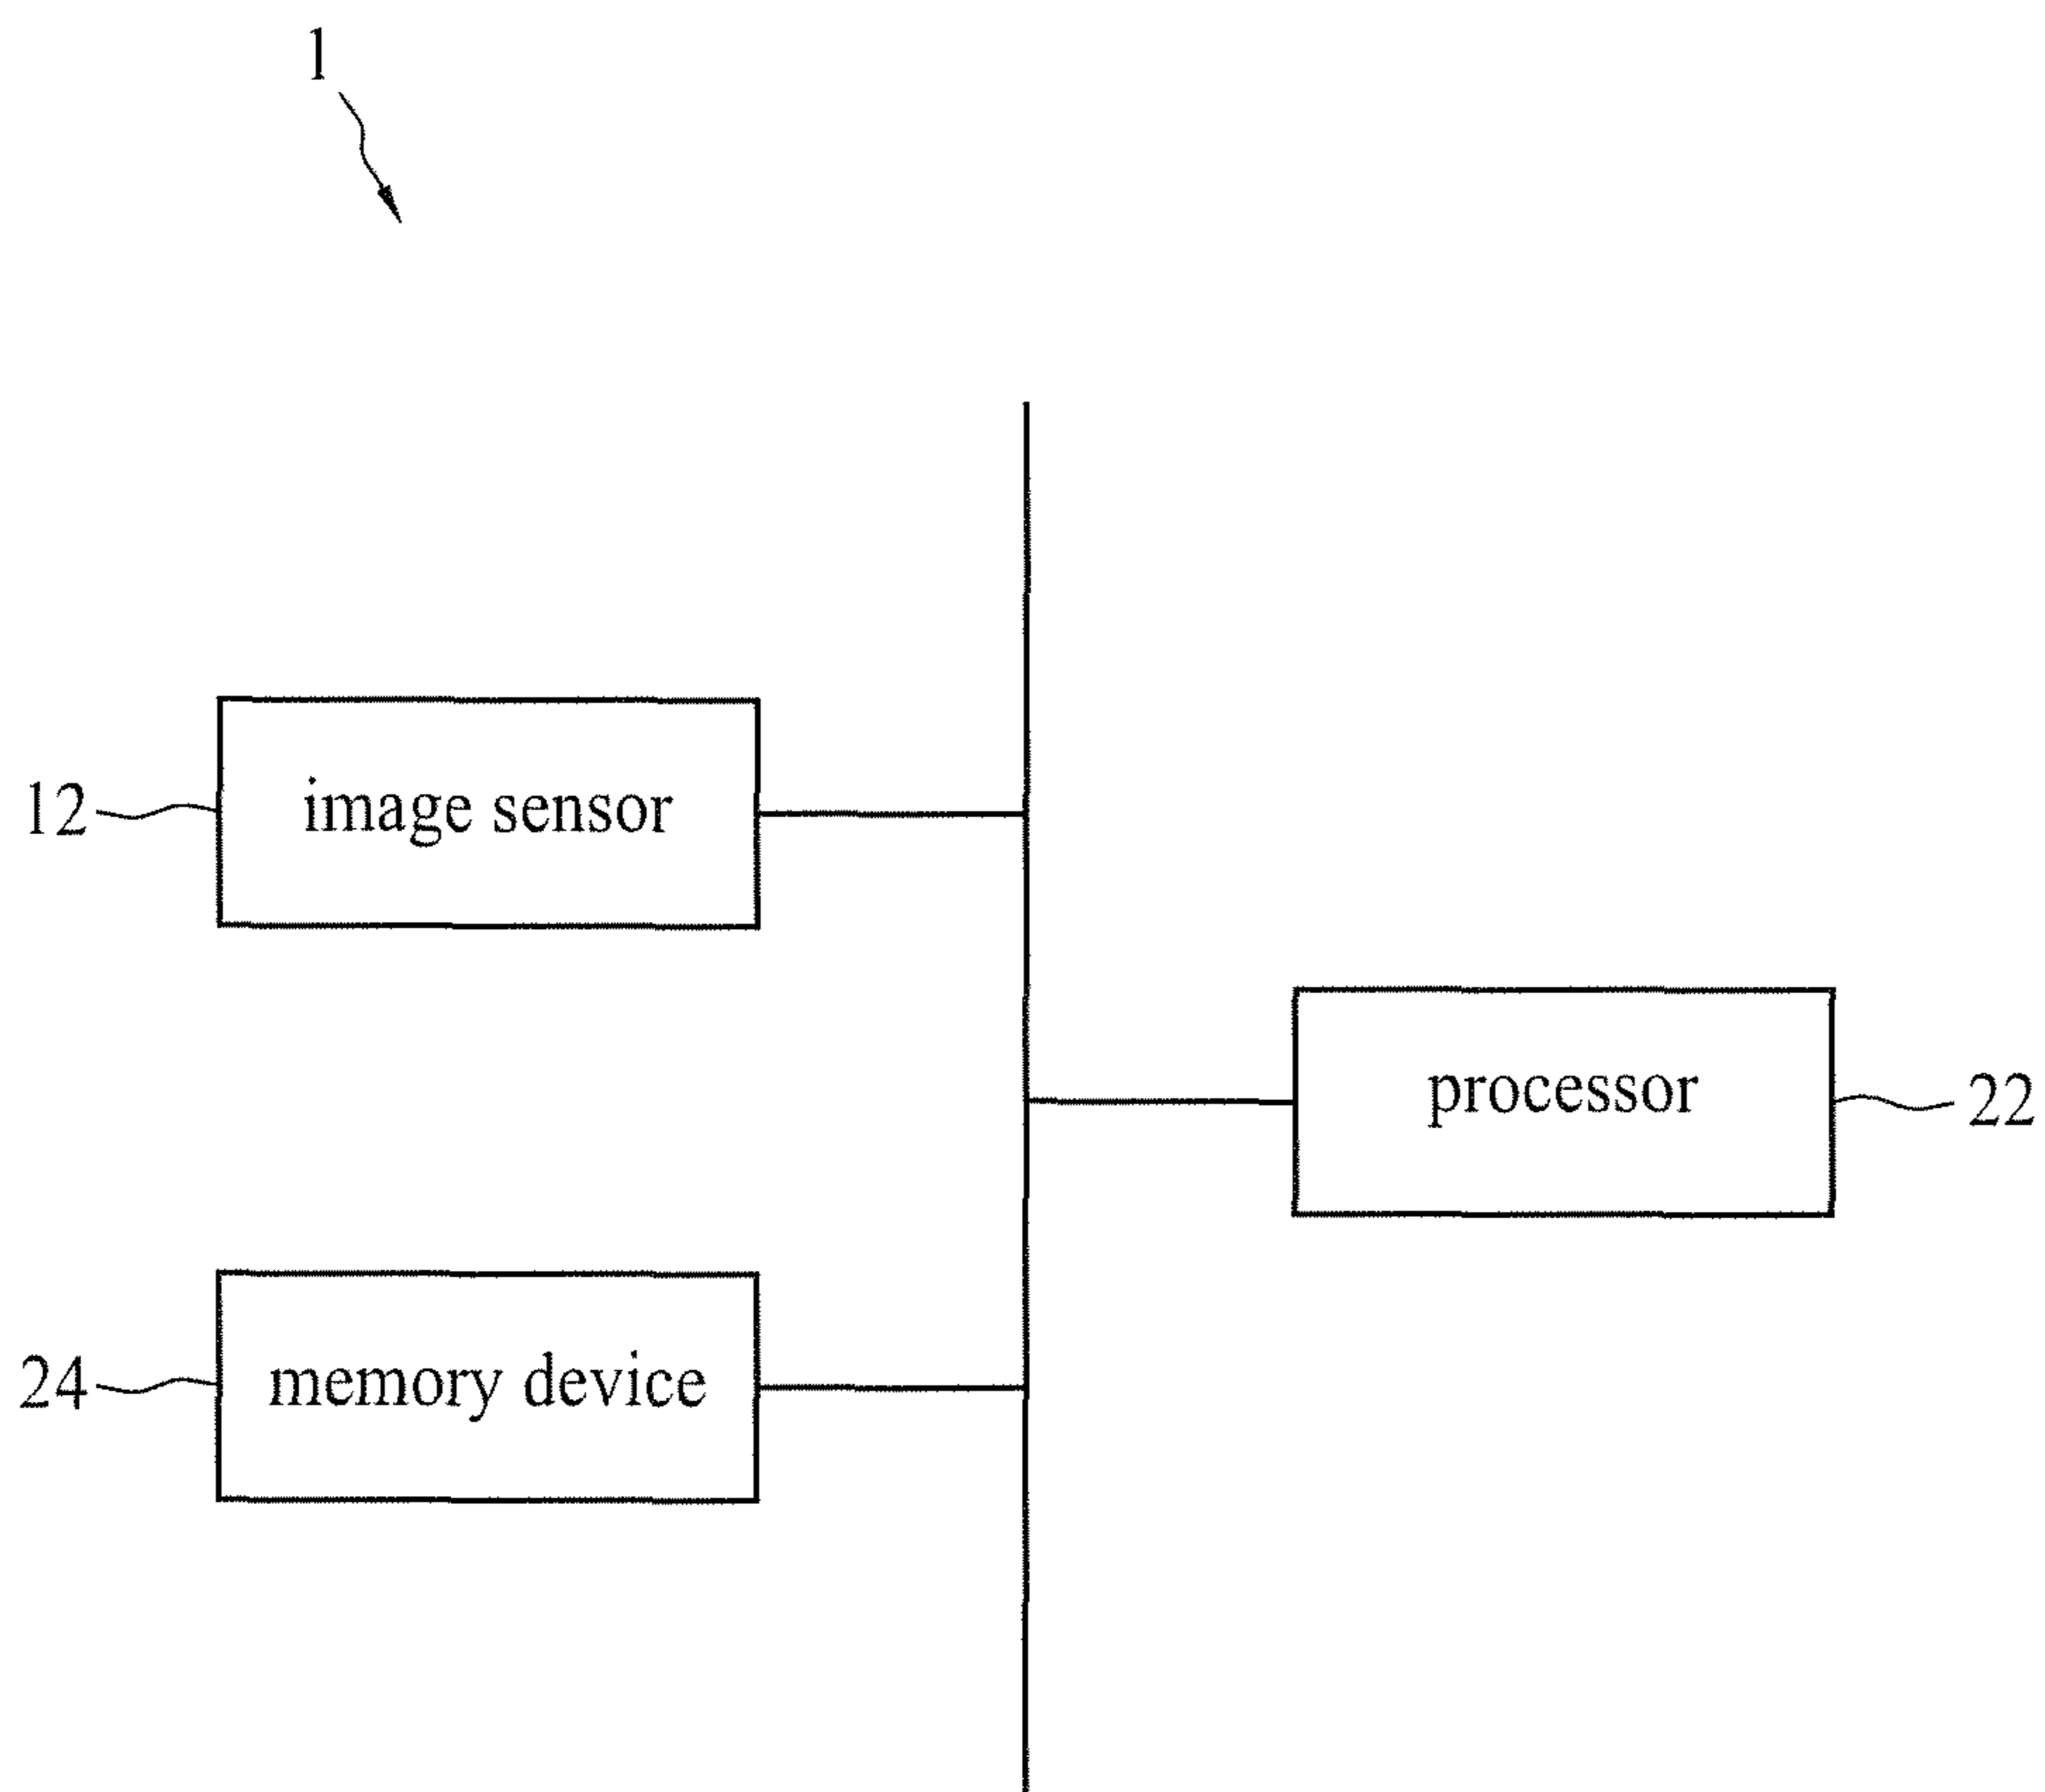 1
12
image sensor
processor
22
24
memory device